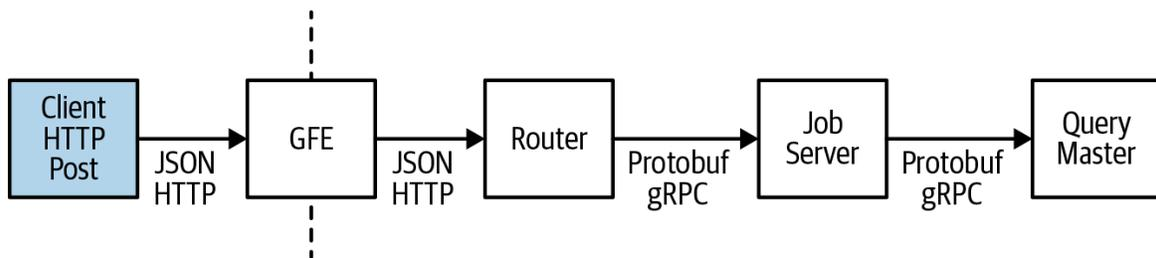 Client
HTTP
Post
JSON
HTTP
GFE
JSON
HTTP
Router
Protobuf
gRPC
Job
Server
Protobuf
gRPC
Query
Master